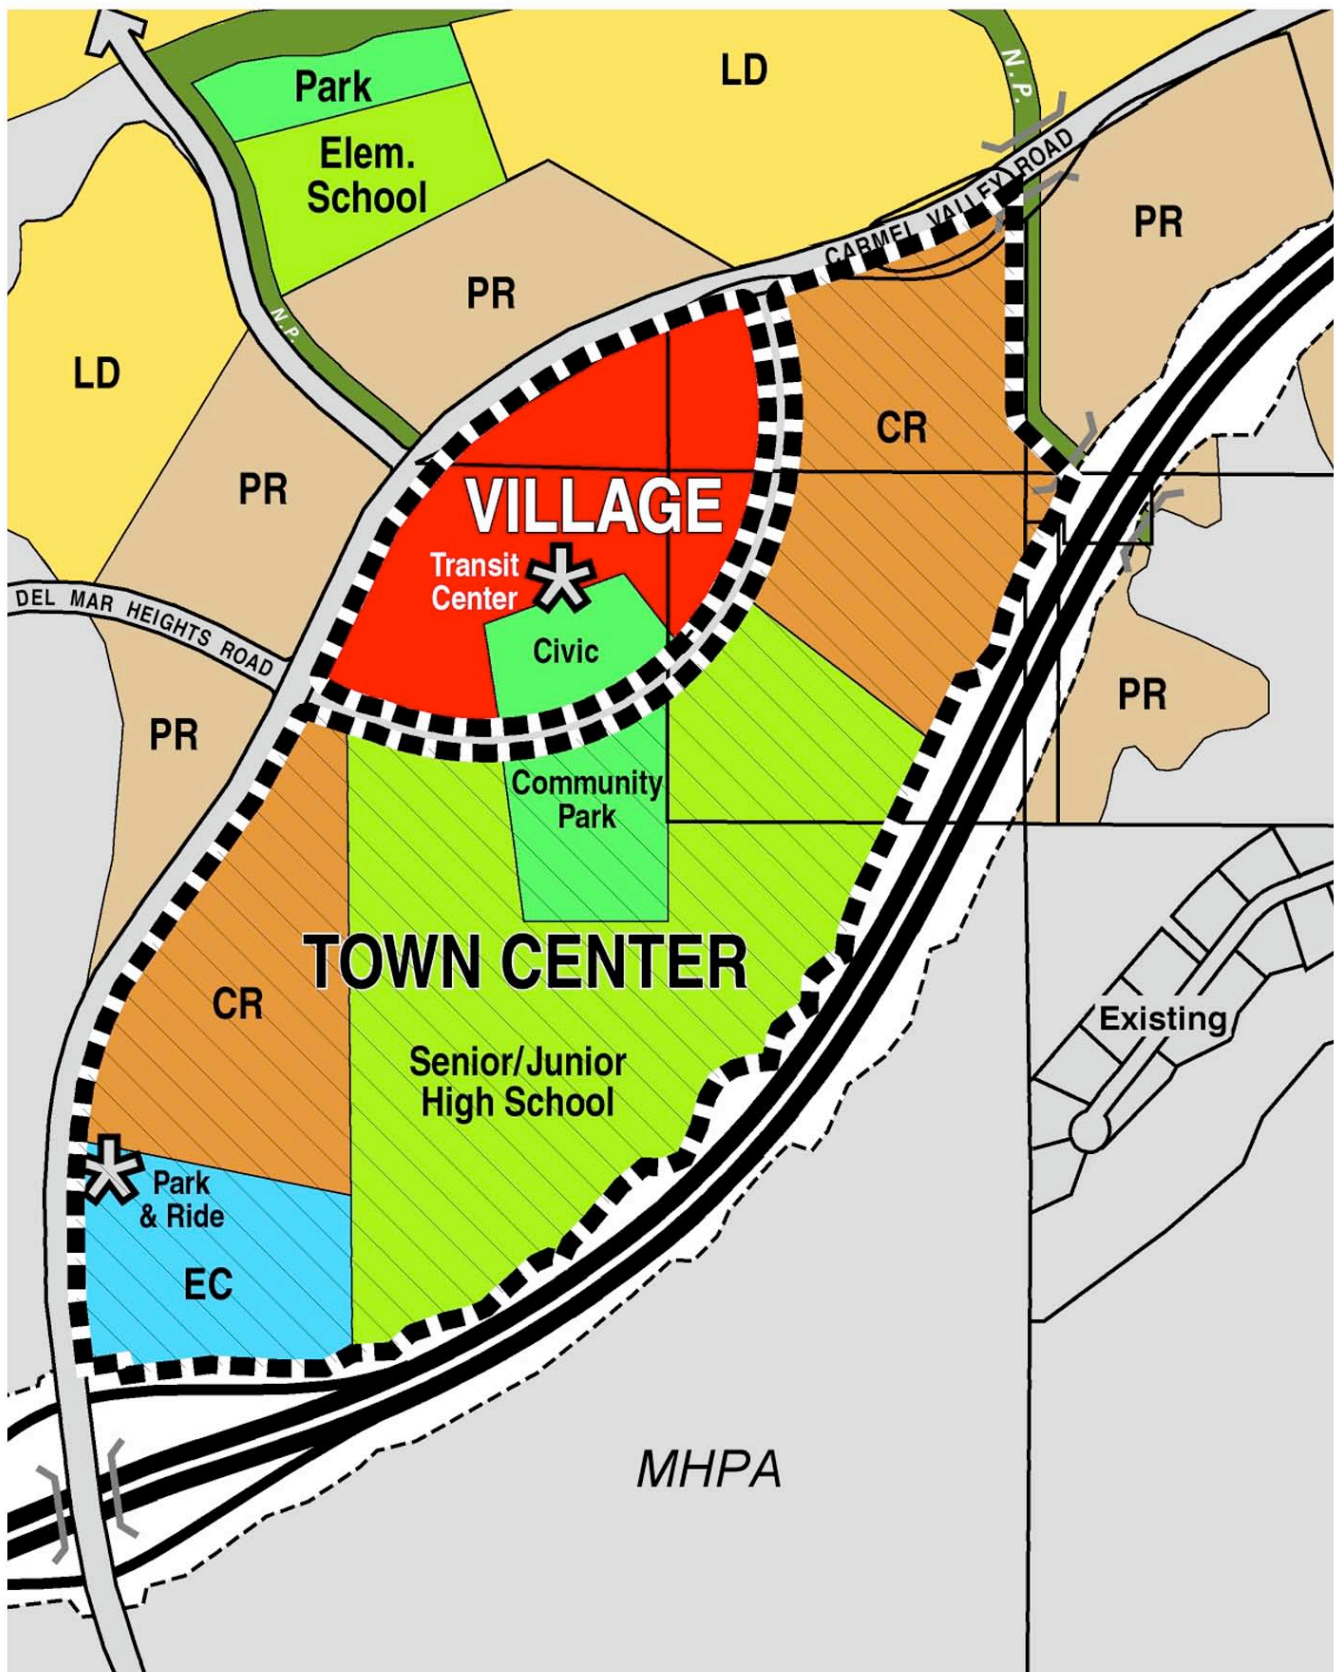 Park
LD
N.P.
Elem.
School
CARMEL VALLEY ROAD
PR
PR
N.P.
LD
CR
PR
VILLAGE
Transit
Center
DEL MAR HEIGHTS ROAD
Civic
PR
PR
Community
Park
TOWN CENTER
CR
Existing
Senior/Junior
High School
Park
& Ride
EC
MHPA